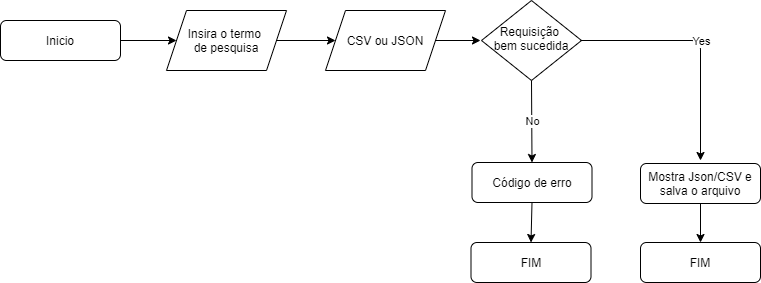 Inicio
Insira o termo
de pesquisa
CSV ou JSON
Requisição
bem sucedida
Yes
No
Código de erro
Mostra Json/CSV e
salva o arquivo
FIM
FIM